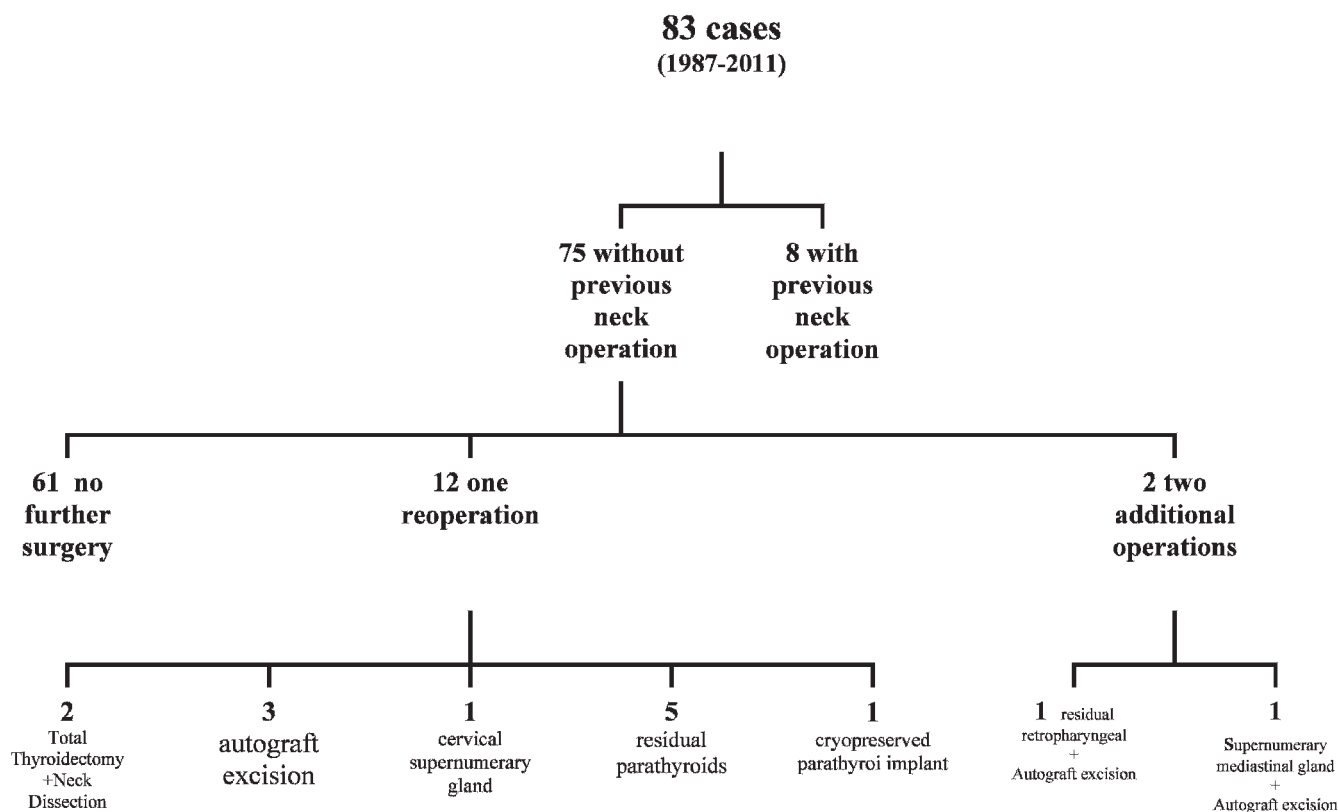 83 cases
(1987-2011)
75 without
previous
neck
operation
8 with
previous
neck
operation
61 no
further
surgery
12 one
reoperation
2 two
additional
operations
2
Total
Thyroidectomy
+Neck
Dissection
3
autograft
excision
1
cervical
supernumerary
gland
5
residual
parathyroids
1
cryopreserved
parathyroi implant
1 residual
retropharyngeal
+
Autograft excision
1
Supernumerary
mediastinal gland
+
Autograft excision